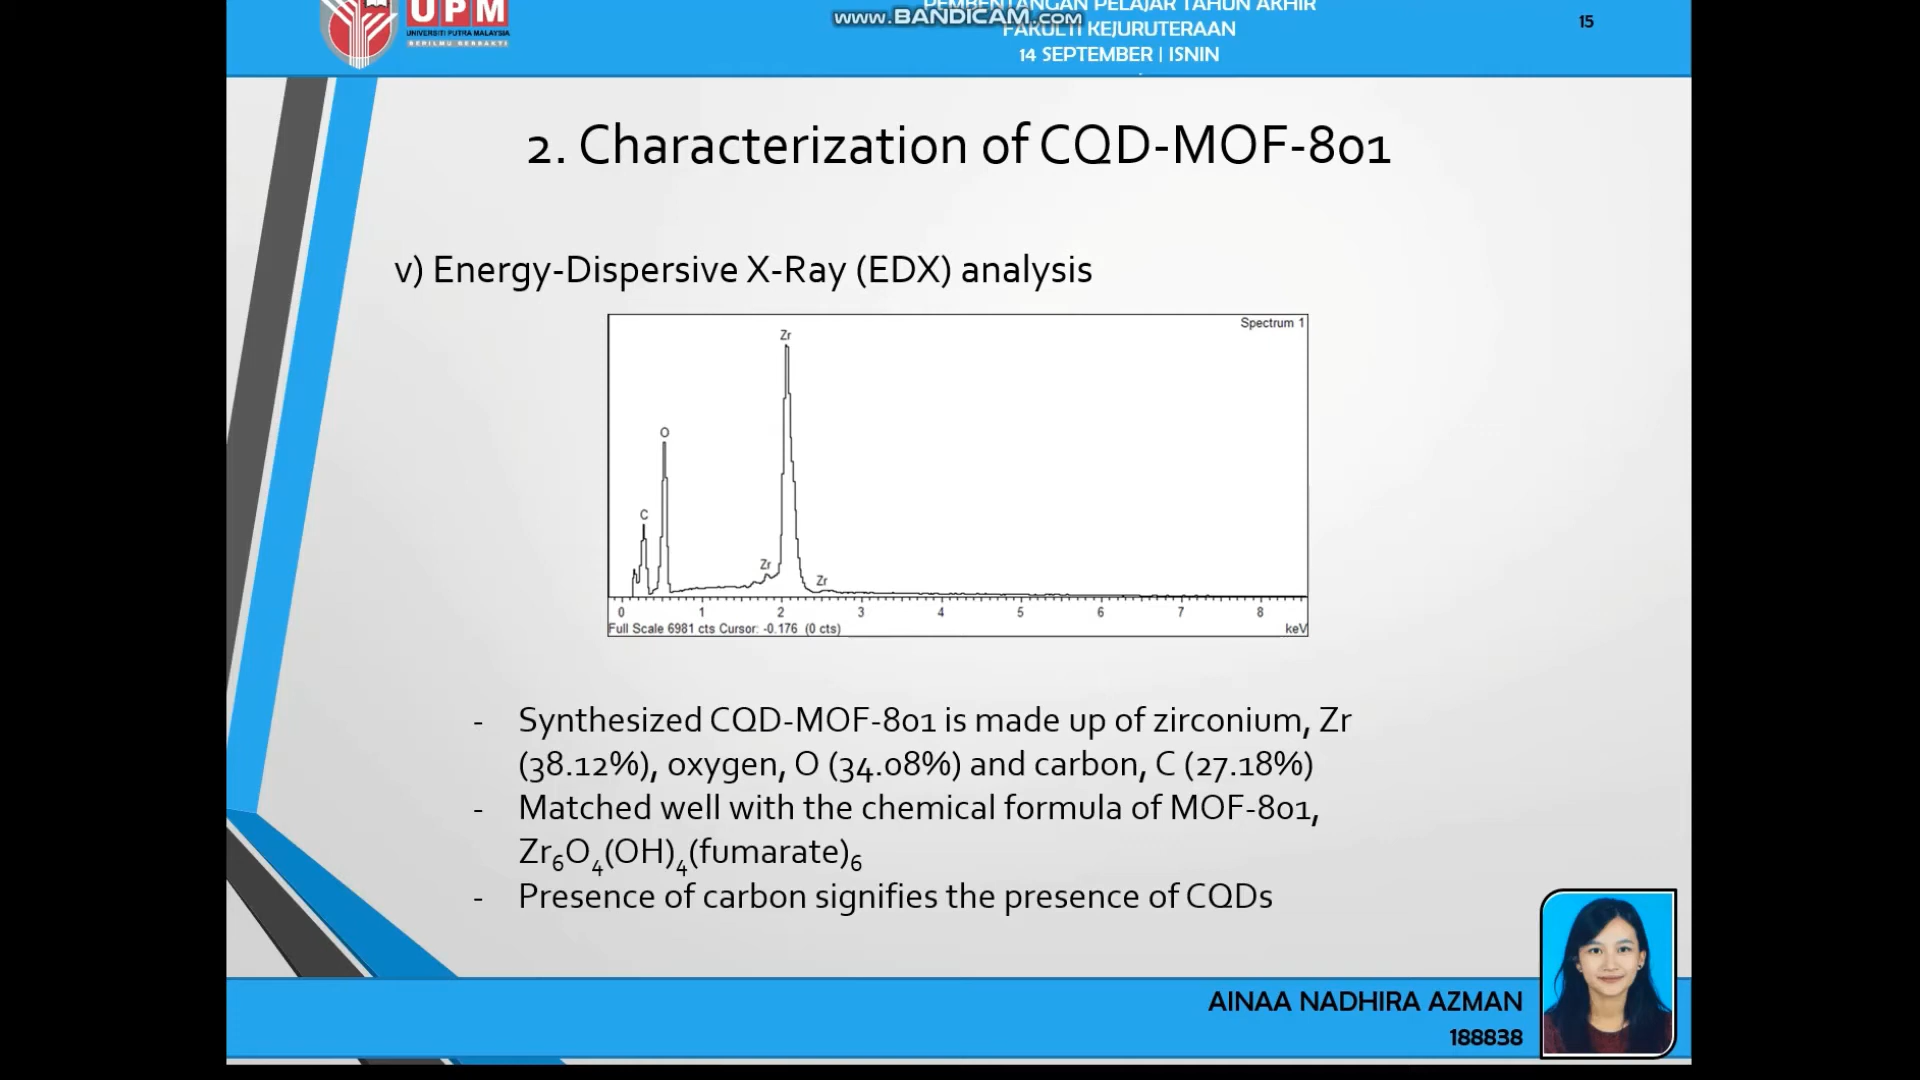 UPM
UNIVERSITI PUTRA MALAYSIA
BERILMU BERBAKTI
www.BANDICAM.com
PEMBENTANGAN PELAJAR TAHUN AKHIR
FAKULTI KEJURUTERAAN
14 SEPTEMBER | ISNIN
15
2. Characterization of CQD-MOF-801
v) Energy-Dispersive X-Ray (EDX) analysis
Spectrum 1
Zr
O
C
Zr
Zr
0 1 2 3 4 5 6 7 8
Full Scale 6981 cts Cursor: -0.176 (0 cts) keV
- Synthesized CQD-MOF-801 is made up of zirconium, Zr
(38.12%), oxygen, O (34.08%) and carbon, C (27.18%)
- Matched well with the chemical formula of MOF-801,
Zr₆O₄(OH)₄(fumarate)₆
- Presence of carbon signifies the presence of CQDs
AINAA NADHIRA AZMAN
188838